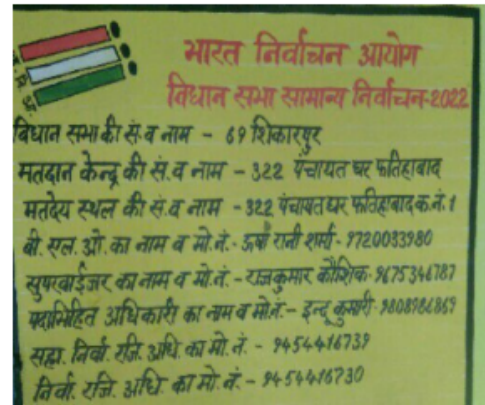 भारत निर्वाचन आयोग
विधान सभा सामान्य निर्वाचन-2022
विधान सभा की सं. व नाम - 69 शिकारपुर
मतदान केन्द्र की सं. व नाम - 322 पंचायत घर फतिहाबाद
मतदेय स्थल की सं. व नाम - 322 पंचायत घर फतिहाबाद क.नं. 1
बी. एल. ओ. का नाम व मो.नं. - ऊषा रानी शर्मा - 9720033980
सुपरवाईजर का नाम व मो.नं. - राजकुमार कौशिक - 9675346787
पदाभिहित अधिकारी का नाम व मो.नं. - इन्दू कुमारी -
सहा. निर्वा. रजि. अधि. का मो. नं. - 9454416739
निर्वा. रजि. अधि. का मो. नं. - 9454416730